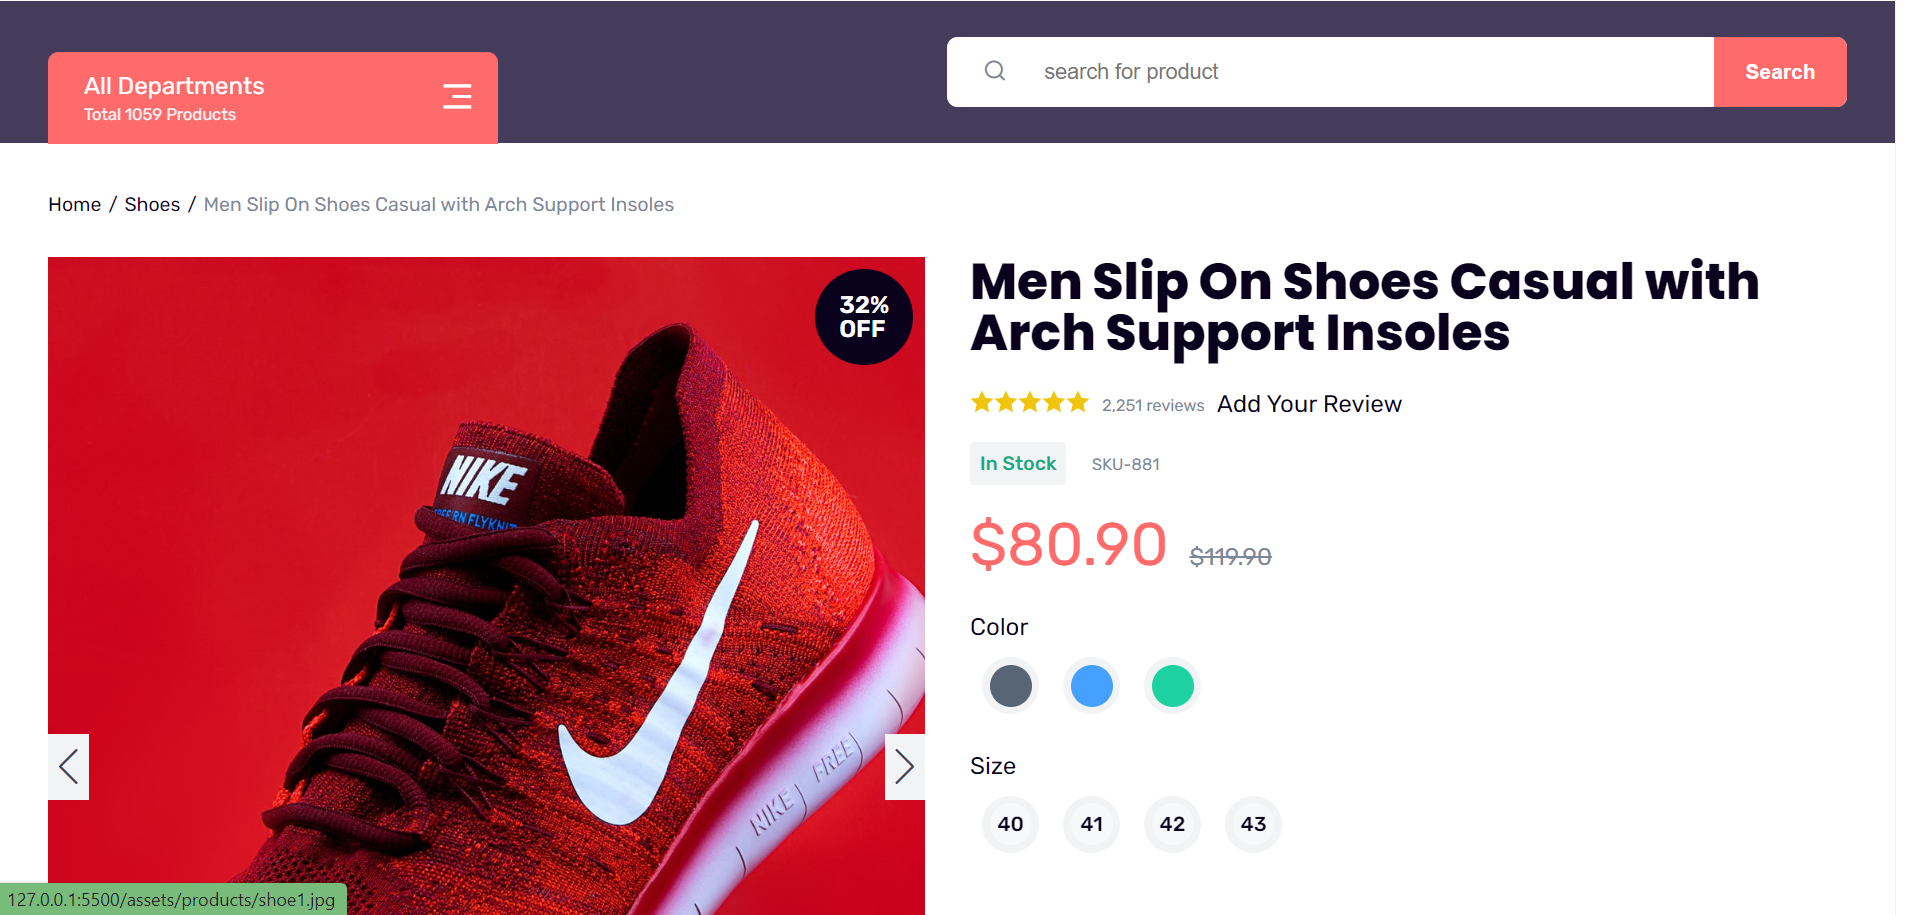 All Departments
Total 1059 Products
search for product
Search
Home / Shoes / Men Slip On Shoes Casual with Arch Support Insoles
32%
OFF
NIKE
FREE RN FLYKNIT
NIKE FREE
Men Slip On Shoes Casual with
Arch Support Insoles
2,251 reviews Add Your Review
In Stock SKU-881
$80.90 $119.90
Color
Size
40 41 42 43
127.0.0.1:5500/assets/products/shoe1.jpg